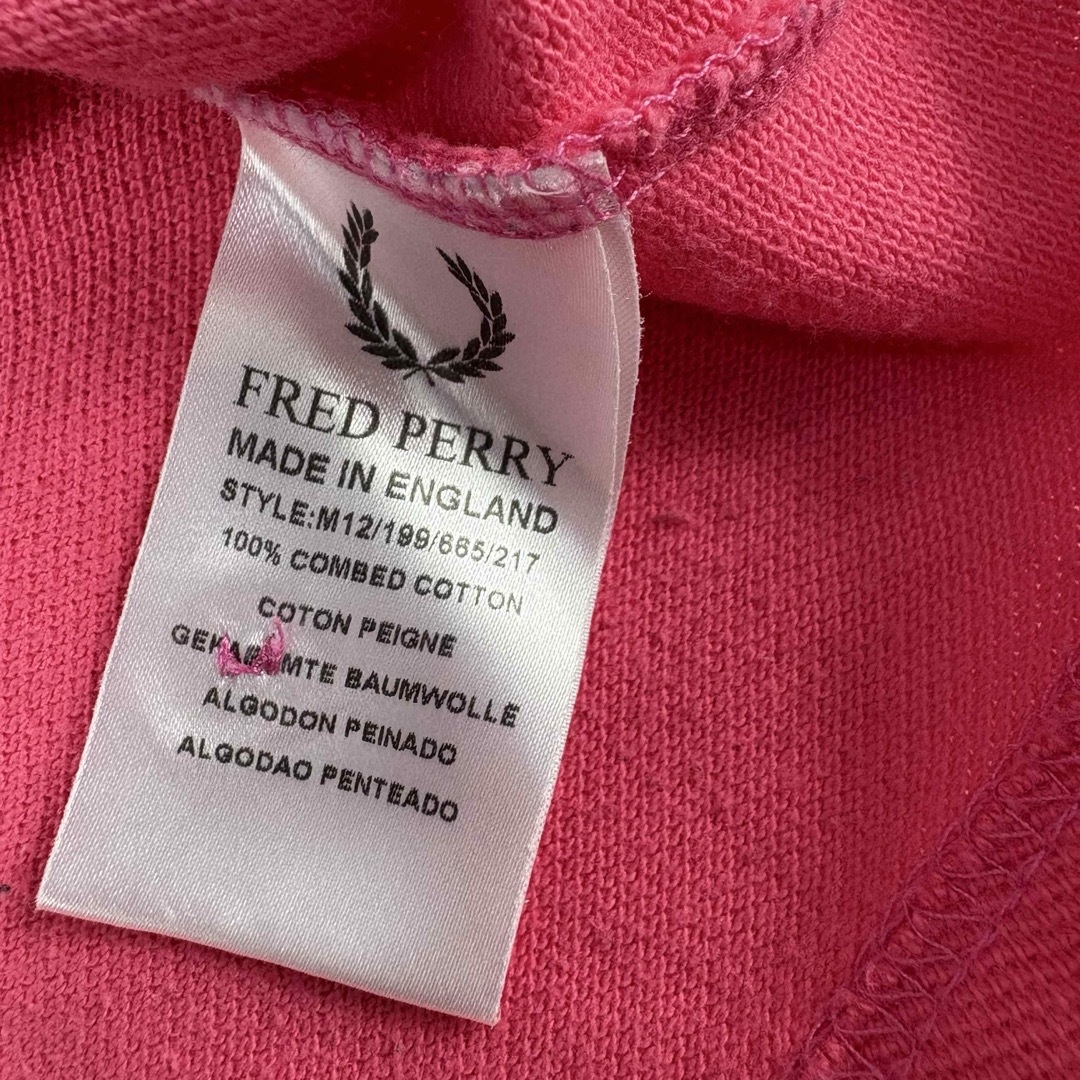 FRED PERRY
MADE IN ENGLAND
STYLE:M12/199/665/217
100% COMBED COTTON
COTON PEIGNE
BAUMWOLLE
ALGODON PEINADO
ALGODAO PENTEADO